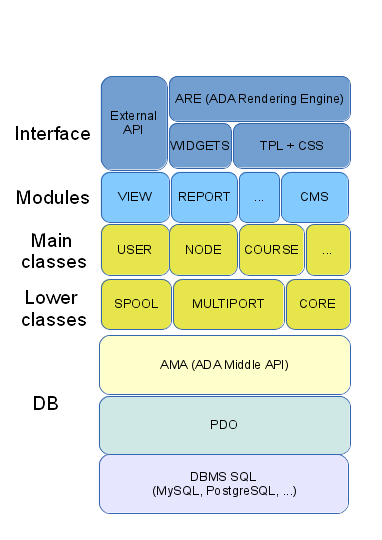 Interface
External
API
ARE (ADA Rendering Engine)
WIDGETS
TPL + CSS
Modules
VIEW
REPORT
...
CMS
Main
classes
USER
NODE
COURSE
...
Lower
classes
SPOOL
MULTIPORT
CORE
DB
AMA (ADA Middle API)
PDO
DBMS SQL
(MySQL, PostgreSQL, ...)